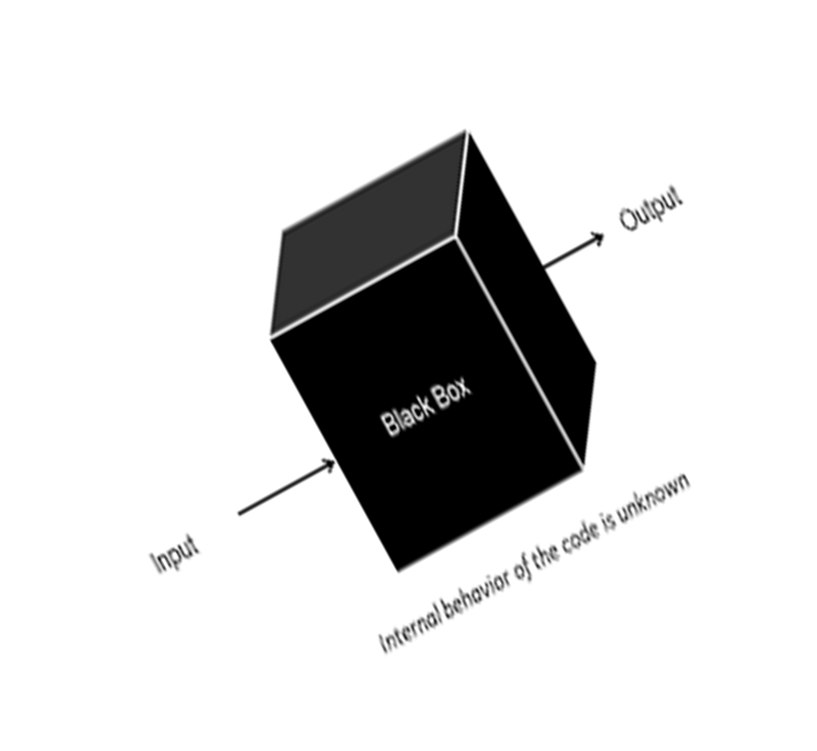 Output
Black Box
Input
Internal behavior of the code is unknown